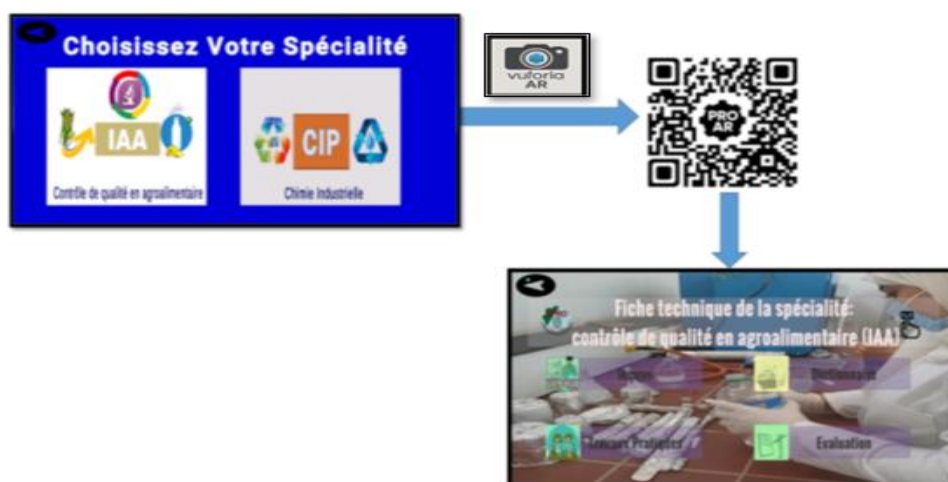 Choisissez Votre Spécialité
IAA
Contrôle de qualité en agroalimentaire
CIP
Chimie Industrielle
vuforia
AR
PRO
AR
Fiche technique de la spécialité:
contrôle de qualité en agroalimentaire (IAA)
Dictionnaire
Travaux Pratiques
Evaluation